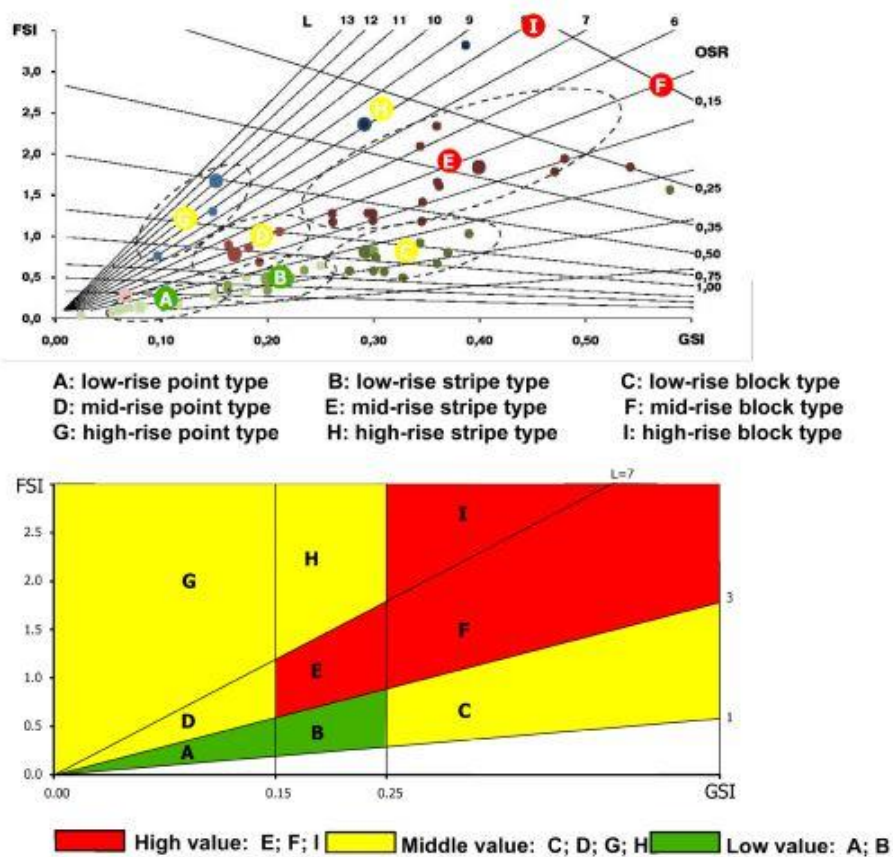 FSI L 13 12 11 10 9 8 I 7 6
OSR
3,0 F
0,15
2,5 H
2,0 E
1,5 0,25
1,0 D 0,35
0,50
0,5 B 0,75
A 1,00
0,0
0,00 0,10 0,20 0,30 0,40 0,50 GSI
A: low-rise point type B: low-rise stripe type C: low-rise block type
D: mid-rise point type E: mid-rise stripe type F: mid-rise block type
G: high-rise point type H: high-rise stripe type I: high-rise block type
L=7
FSI
2.5 I
H
2.0 G
3
1.5 F
1.0 E
C
0.5 D B 1
A
0.0
0.00 0.15 0.25 GSI
High value: E; F; I Middle value: C; D; G; H Low value: A; B